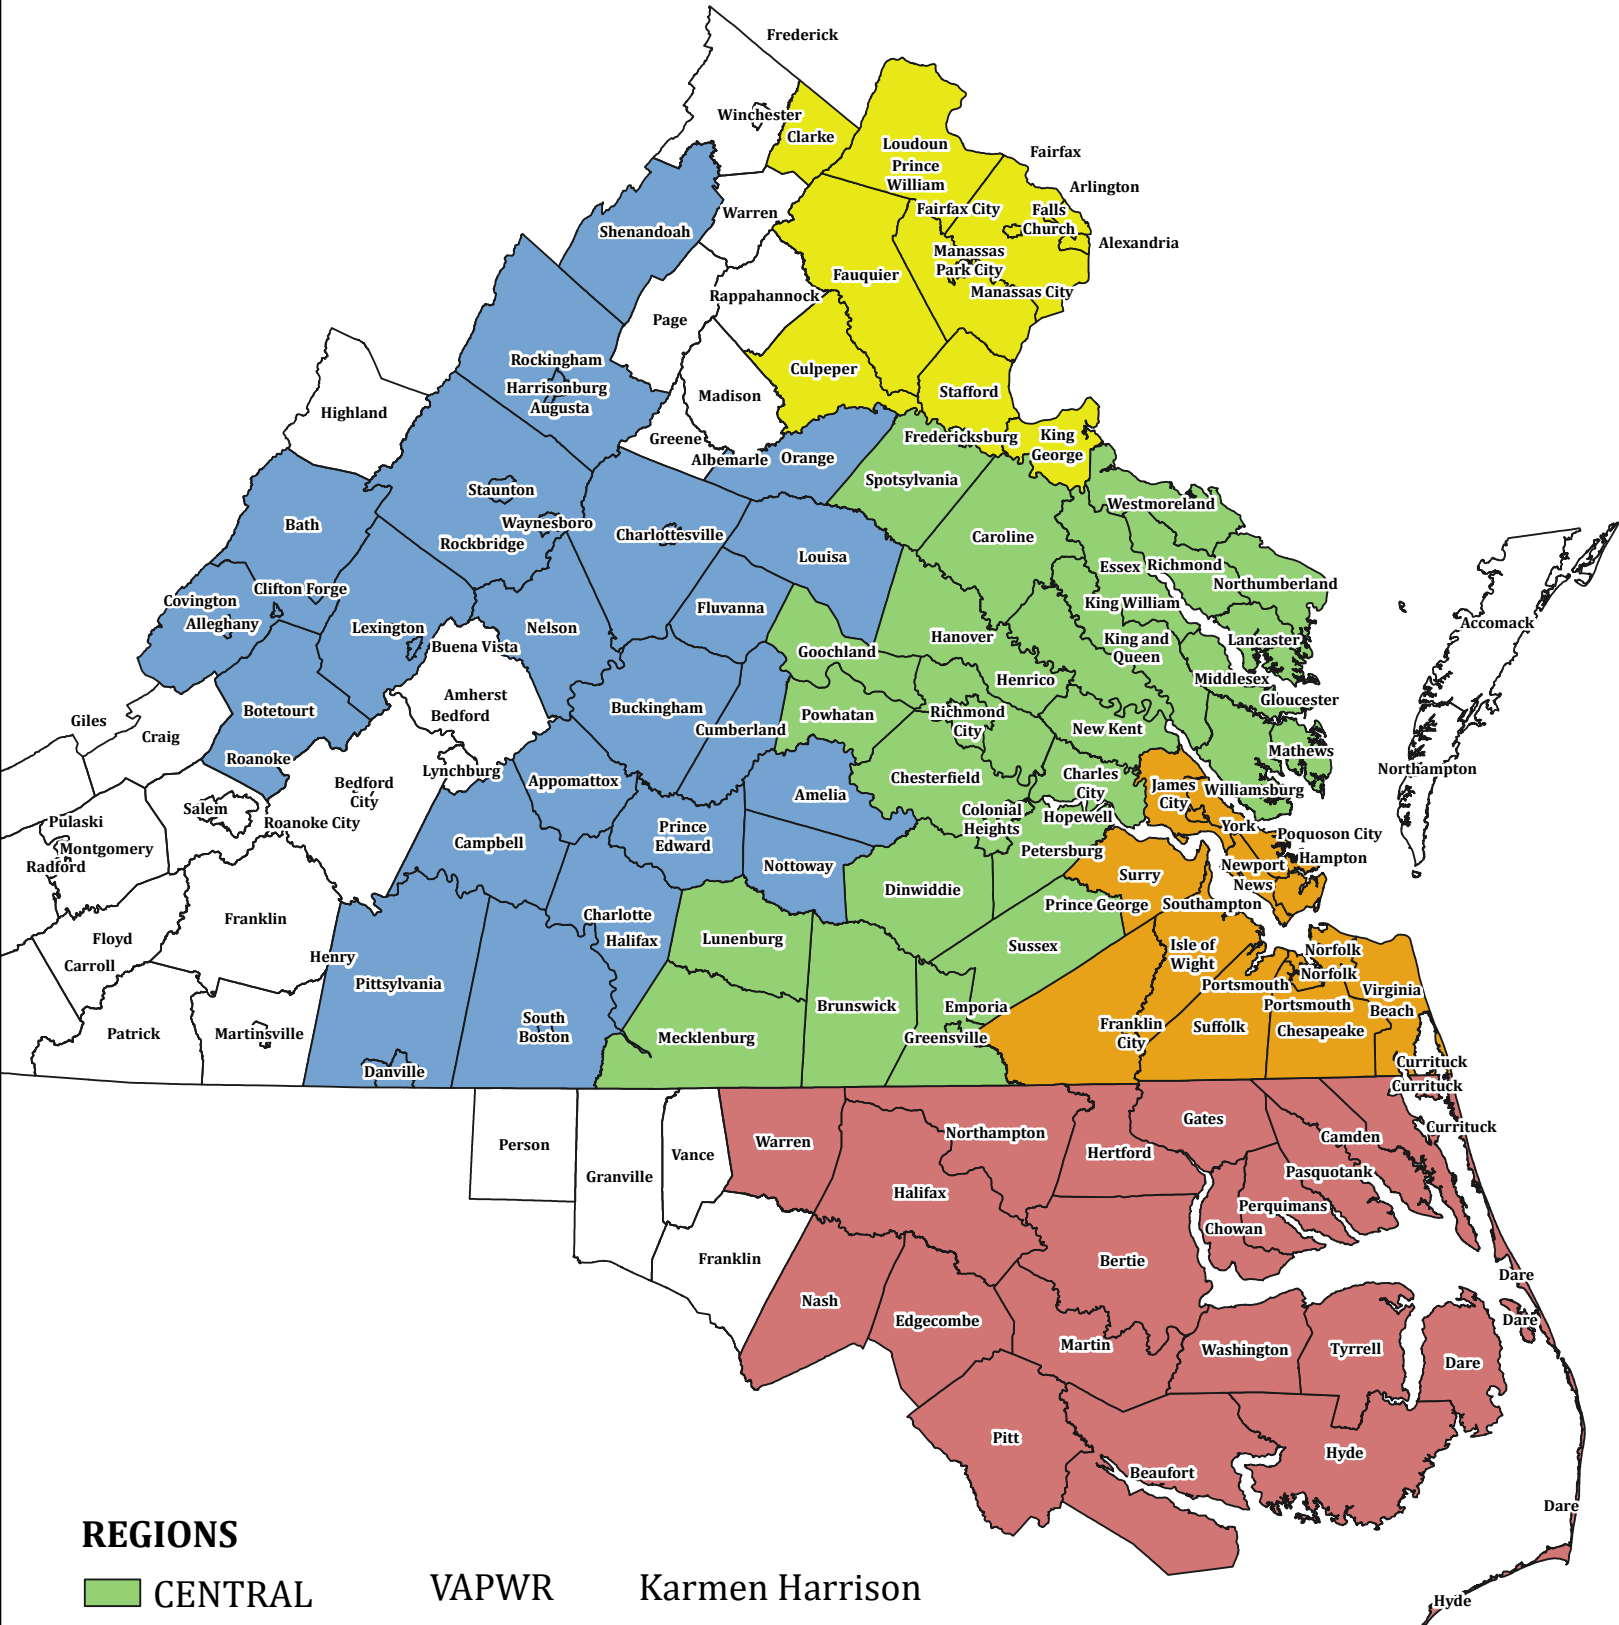 Frederick
Winchester
Clarke
Loudoun
Prince
William
Fairfax
Arlington
Fairfax City
Falls
Church
Alexandria
Warren
Shenandoah
Manassas
Park City
Manassas City
Fauquier
Rappahannock
Page
Rockingham
Harrisonburg
Augusta
Culpeper
Stafford
Madison
Highland
Greene
Fredericksburg
King
George
Albemarle
Orange
Spotsylvania
Staunton
Westmoreland
Bath
Waynesboro
Rockbridge
Charlottesville
Caroline
Louisa
Essex
Richmond
Northumberland
Clifton Forge
Covington
Alleghany
Fluvanna
King William
Accomack
Lexington
Nelson
Buena Vista
Hanover
King and
Queen
Lancaster
Goochland
Henrico
Middlesex
Amherst
Bedford
Gloucester
Botetourt
Buckingham
Powhatan
Richmond
City
Giles
Craig
Cumberland
New Kent
Mathews
Roanoke
Lynchburg
Appomattox
Chesterfield
Charles
City
James
City
Williamsburg
Northampton
Bedford
City
Amelia
Salem
Roanoke City
Colonial
Heights
Hopewell
York
Poquoson City
Pulaski
Montgomery
Radford
Campbell
Prince
Edward
Nottoway
Petersburg
Newport
News
Hampton
Surry
Dinwiddie
Prince George
Southampton
Franklin
Charlotte
Halifax
Lunenburg
Sussex
Isle of
Wight
Norfolk
Norfolk
Floyd
Carroll
Henry
Pittsylvania
Portsmouth
Portsmouth
Virginia
Beach
Brunswick
Emporia
Patrick
Martinsville
South
Boston
Mecklenburg
Greensville
Franklin
City
Suffolk
Chesapeake
Danville
Currituck
Currituck
Currituck
Person
Granville
Vance
Warren
Northampton
Hertford
Gates
Camden
Pasquotank
Halifax
Perquimans
Chowan
Franklin
Bertie
Dare
Nash
Edgecombe
Dare
Martin
Washington
Tyrrell
Dare
Pitt
Hyde
Beaufort
Dare
REGIONS
CENTRAL
VAPWR
Karmen Harrison
Hyde